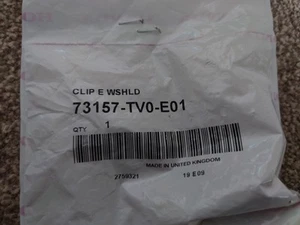 CLIP E WSHLD
73157-TV0-E01
QTY 1
MADE IN UNITED KINGDOM
2759321 19 E 09